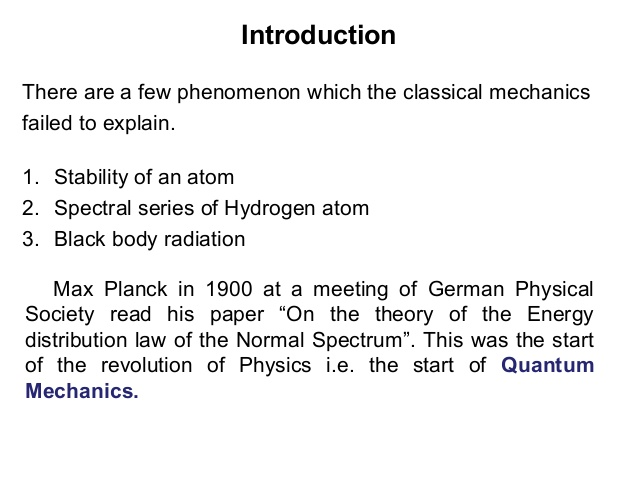 Introduction
There are a few phenomenon which the classical mechanics
failed to explain.
1. Stability of an atom
2. Spectral series of Hydrogen atom
3. Black body radiation
Max Planck in 1900 at a meeting of German Physical
Society read his paper “On the theory of the Energy
distribution law of the Normal Spectrum”. This was the start
of the revolution of Physics i.e. the start of Quantum
Mechanics.